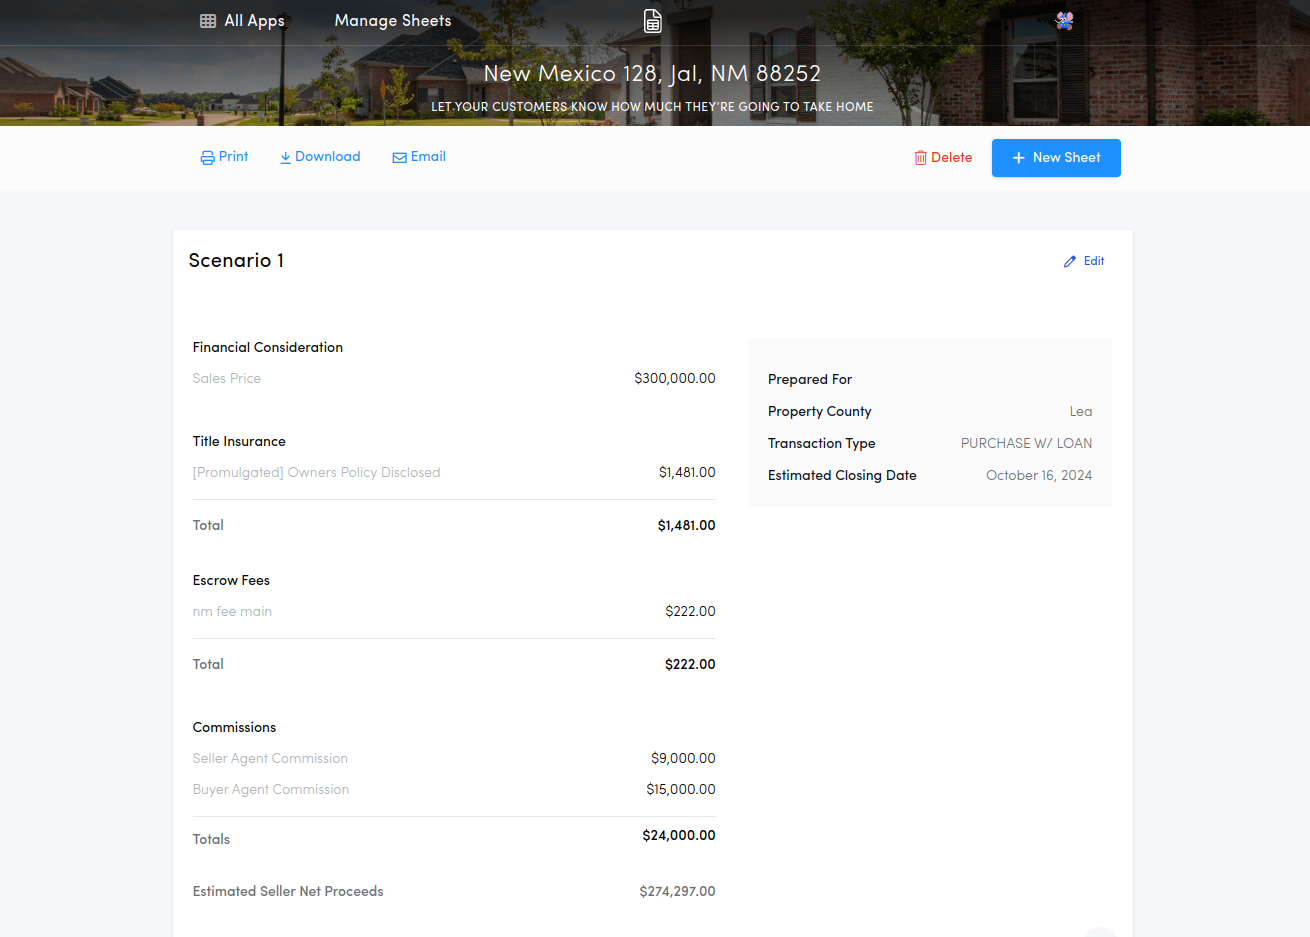 All Apps
Manage Sheets
New Mexico 128, Jal, NM 88252
LET YOUR CUSTOMERS KNOW HOW MUCH THEY'RE GOING TO TAKE HOME
Print
Download
Email
Delete
New Sheet
Scenario 1
Edit
Financial Consideration
Sales Price $300,000.00
Title Insurance
[Promulgated] Owners Policy Disclosed $1,481.00
Total $1,481.00
Escrow Fees
nm fee main $222.00
Total $222.00
Commissions
Seller Agent Commission $9,000.00
Buyer Agent Commission $15,000.00
Totals $24,000.00
Estimated Seller Net Proceeds $274,297.00
Prepared For
Property County Lea
Transaction Type PURCHASE W/ LOAN
Estimated Closing Date October 16, 2024